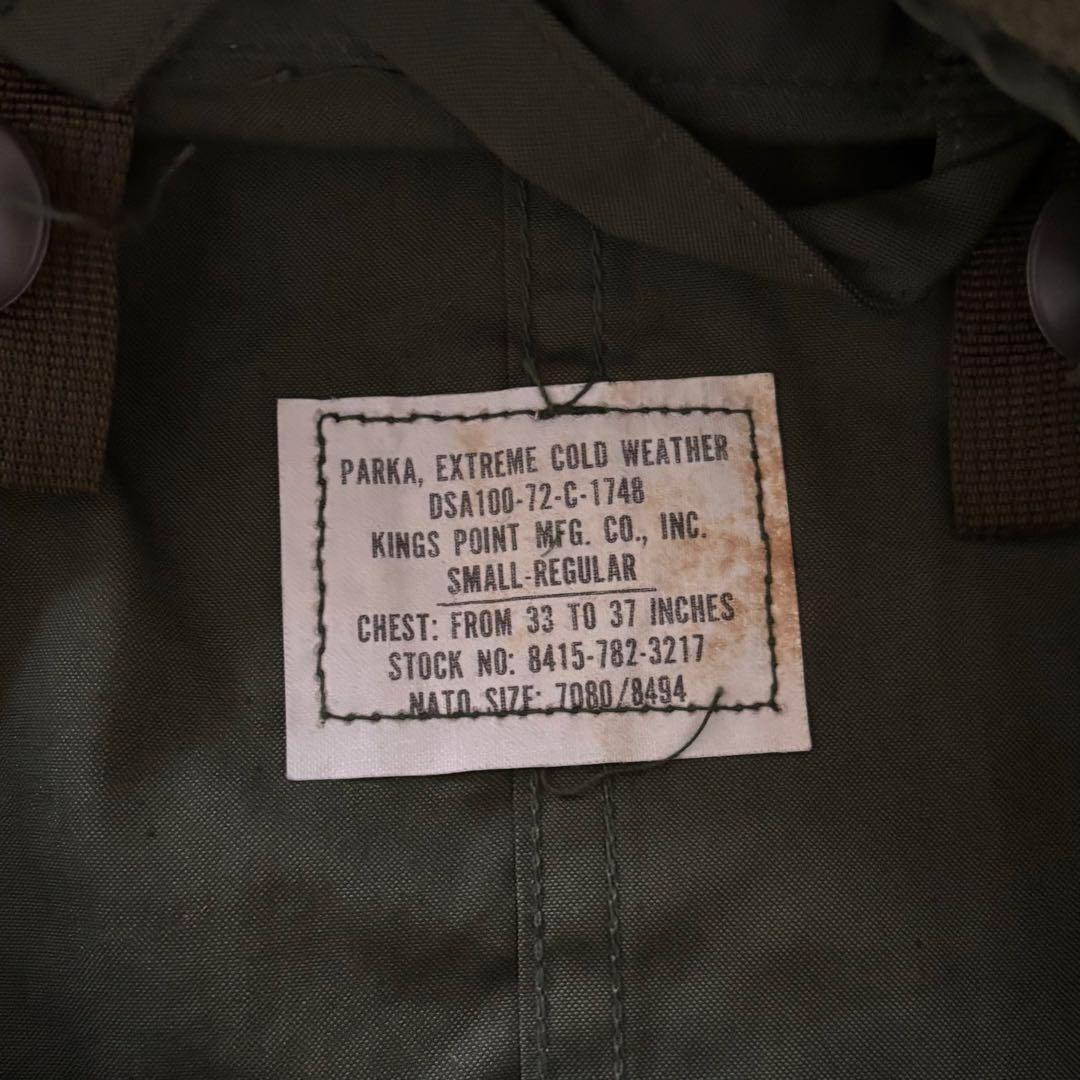 PARKA, EXTREME COLD WEATHER
DSA100-72-C-1748
KINGS POINT MFG. CO., INC.
SMALL-REGULAR
CHEST: FROM 33 TO 37 INCHES
STOCK NO: 8415-782-3217
NATO SIZE: 7080/8494